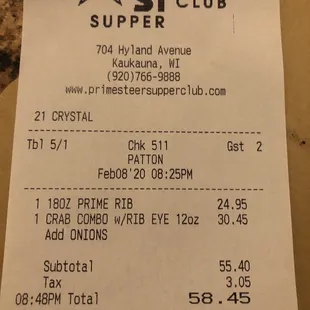 CLUB
SUPPER
704 Hyland Avenue
Kaukauna, WI
(920)766-9888
www.primesteersupperclub.com
21 CRYSTAL
Tbl 5/1 Chk 511 Gst 2
PATTON
Feb08'20 08:25PM
1 18OZ PRIME RIB 24.95
1 CRAB COMBO w/RIB EYE 12oz 30.45
Add ONIONS
Subtotal 55.40
Tax 3.05
08:48PM Total 58.45